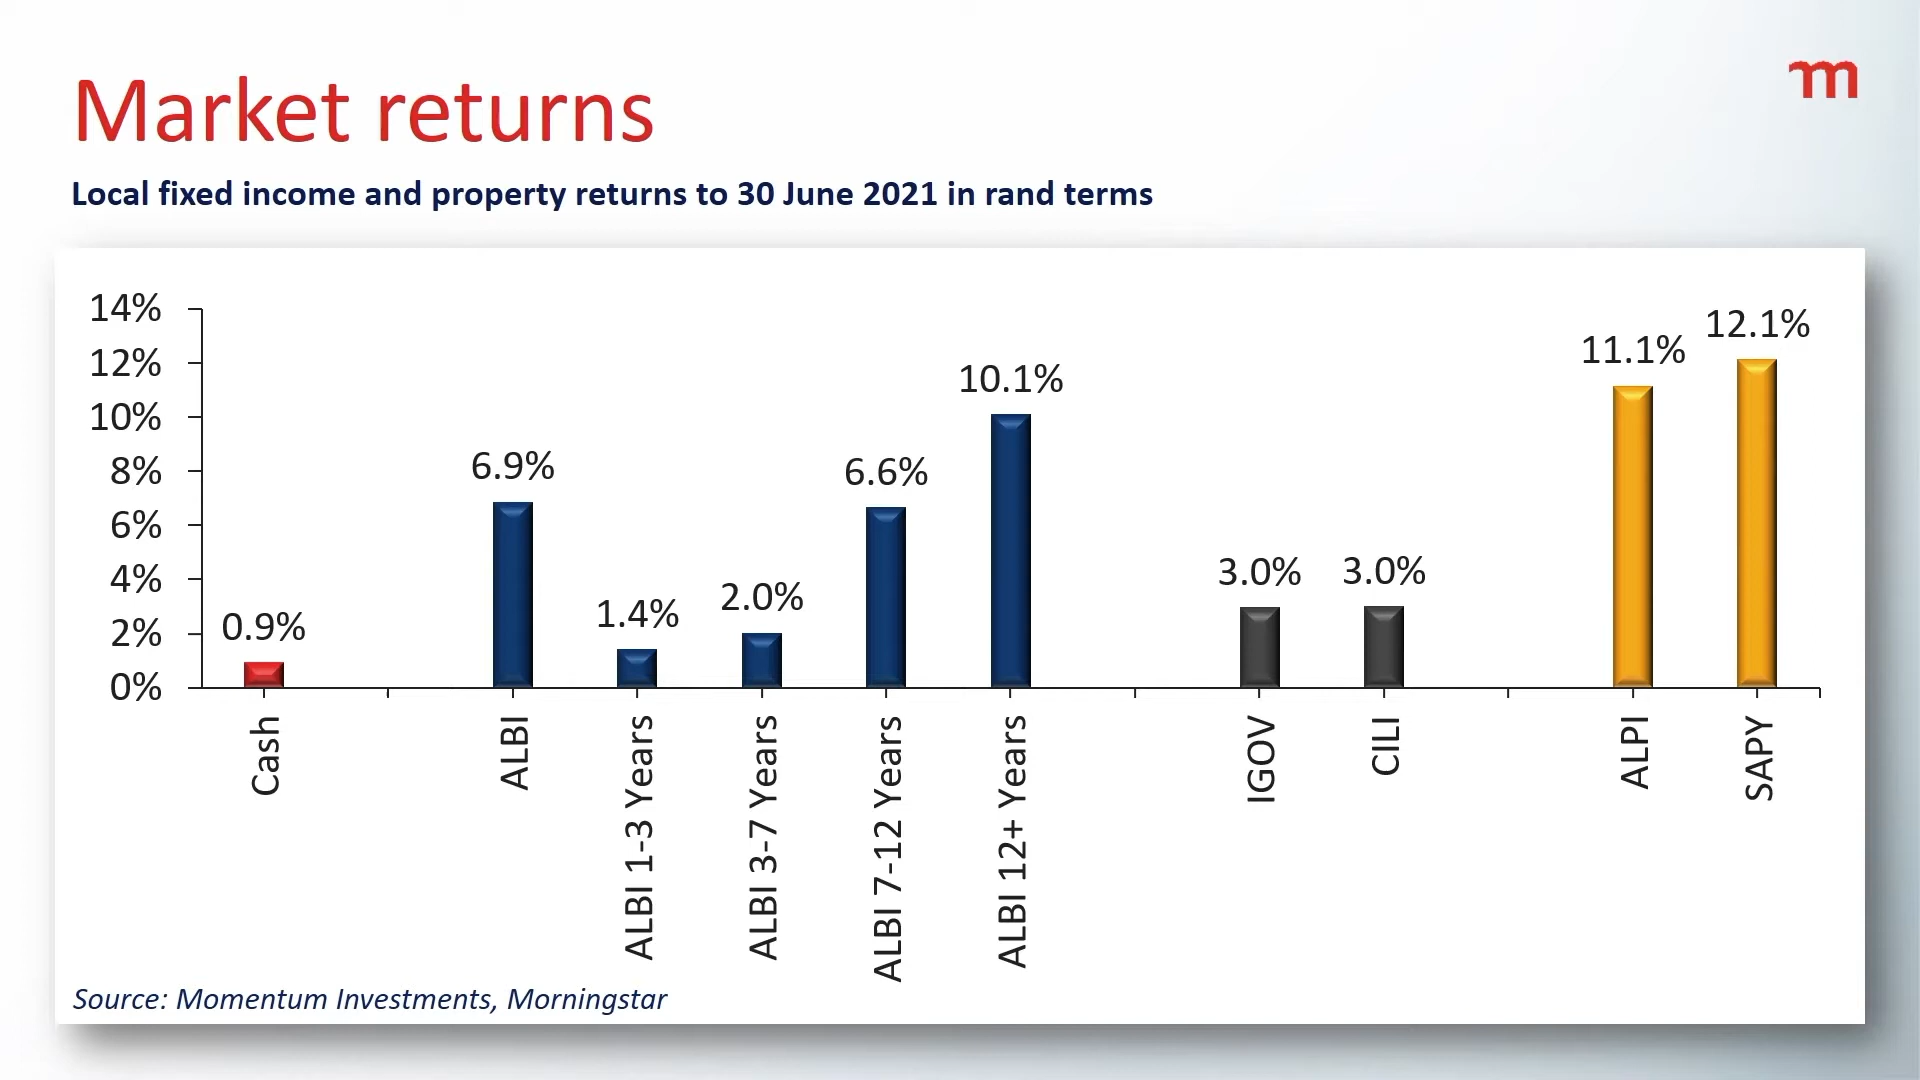 Market returns
m
Local fixed income and property returns to 30 June 2021 in rand terms
14%
12%
10%
8%
6%
4%
2%
0%
0.9%
6.9%
1.4%
2.0%
6.6%
10.1%
3.0%
3.0%
11.1%
12.1%
Cash
ALBI
ALBI 1-3 Years
ALBI 3-7 Years
ALBI 7-12 Years
ALBI 12+ Years
IGOV
CILI
ALPI
SAPY
Source: Momentum Investments, Morningstar